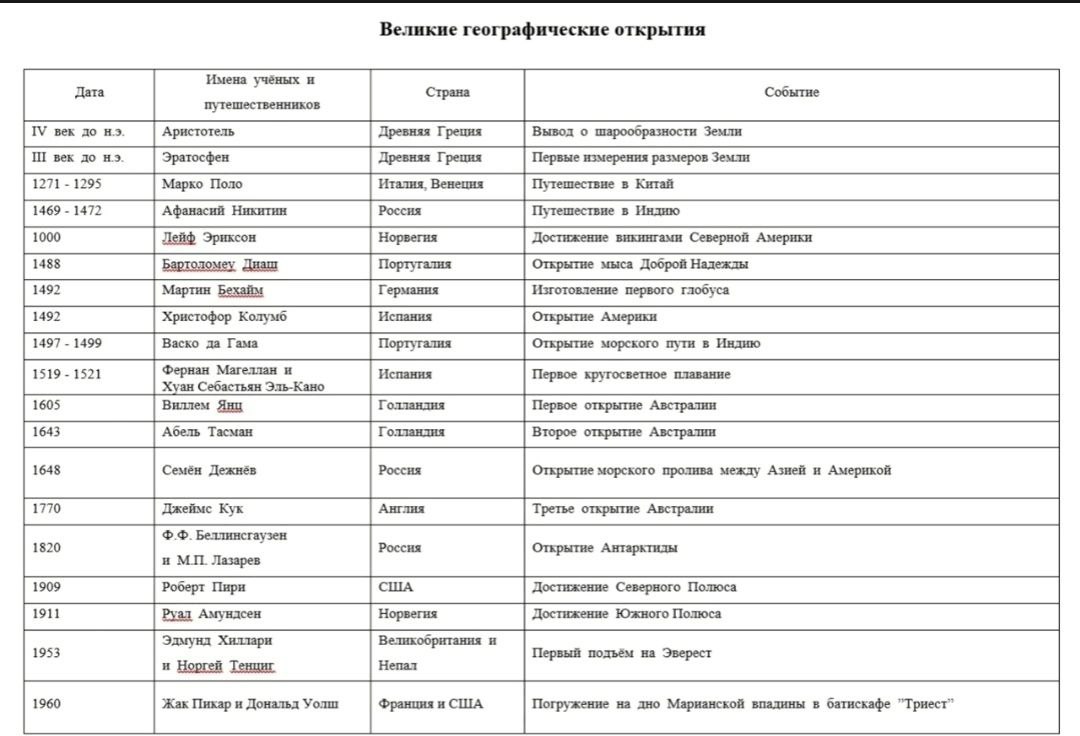 Великие географические открытия
Дата
Имена учёных и
путешественников
Страна
Событие
IV век до н.э. Аристотель Древняя Греция Вывод о шарообразности Земли
III век до н.э. Эратосфен Древняя Греция Первые измерения размеров Земли
1271 - 1295 Марко Поло Италия, Венеция Путешествие в Китай
1469 - 1472 Афанасий Никитин Россия Путешествие в Индию
1000 Лейф Эриксон Норвегия Достижение викингами Северной Америки
1488 Бартоломеу Диаш Португалия Открытие мыса Доброй Надежды
1492 Мартин Бехайм Германия Изготовление первого глобуса
1492 Христофор Колумб Испания Открытие Америки
1497 - 1499 Васко да Гама Португалия Открытие морского пути в Индию
1519 - 1521
Фернан Магеллан и
Хуан Себастьян Эль-Кано
Испания
Первое кругосветное плавание
1605 Виллем Янц Голландия Первое открытие Австралии
1643 Абель Тасман Голландия Второе открытие Австралии
1648 Семён Дежнёв Россия Открытие морского пролива между Азией и Америкой
1770 Джеймс Кук Англия Третье открытие Австралии
1820
Ф.Ф. Беллинсгаузен
и М.П. Лазарев
Россия
Открытие Антарктиды
1909 Роберт Пири США Достижение Северного Полюса
1911 Руал Амундсен Норвегия Достижение Южного Полюса
1953
Эдмунд Хиллари
и Норгей Тенциг
Великобритания и
Непал
Первый подъём на Эверест
1960 Жак Пикар и Дональд Уолш Франция и США Погружение на дно Марианской впадины в батискафе ”Триест”